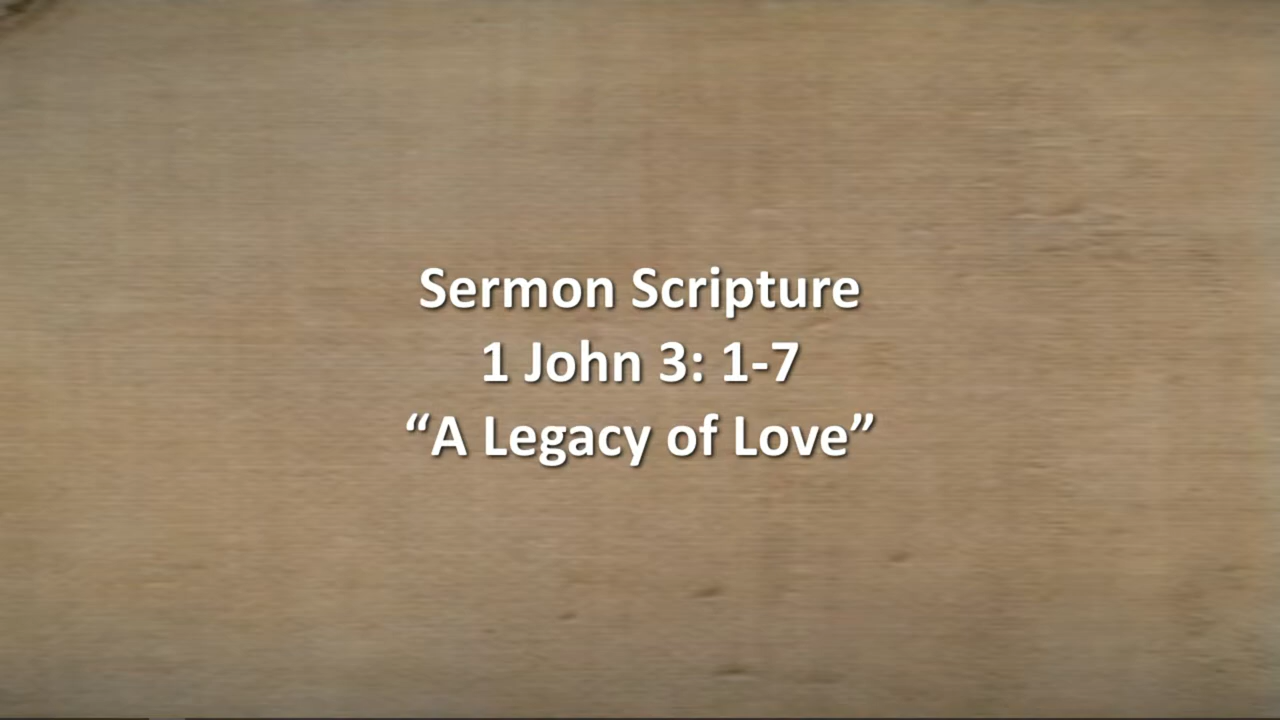 Sermon Scripture
1 John 3: 1-7
“A Legacy of Love”